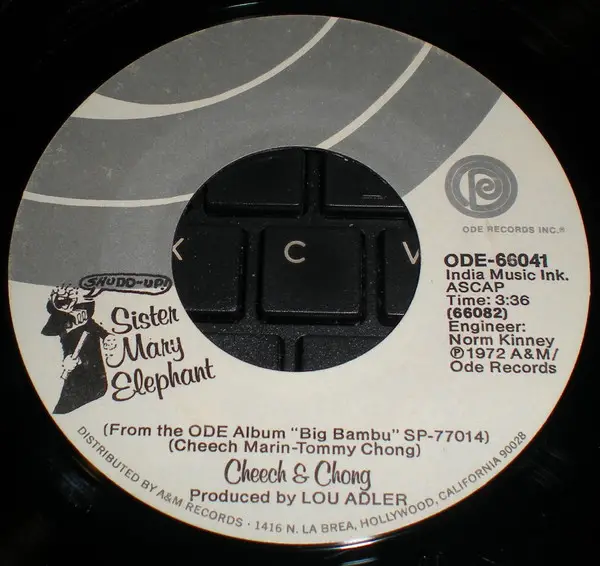 ODE RECORDS INC.®
ODE-66041
India Music Ink.
ASCAP
Time: 3:36
(66082)
Engineer:
Norm Kinney
℗1972 A&M/
Ode Records
SHUDD-UP!
Sister
Mary
Elephant
(From the ODE Album "Big Bambu" SP-77014)
(Cheech Marin-Tommy Chong)
Cheech & Chong
Produced by LOU ADLER
DISTRIBUTED BY A&M RECORDS · 1416 N. LA BREA, HOLLYWOOD, CALIFORNIA 90028
X C V